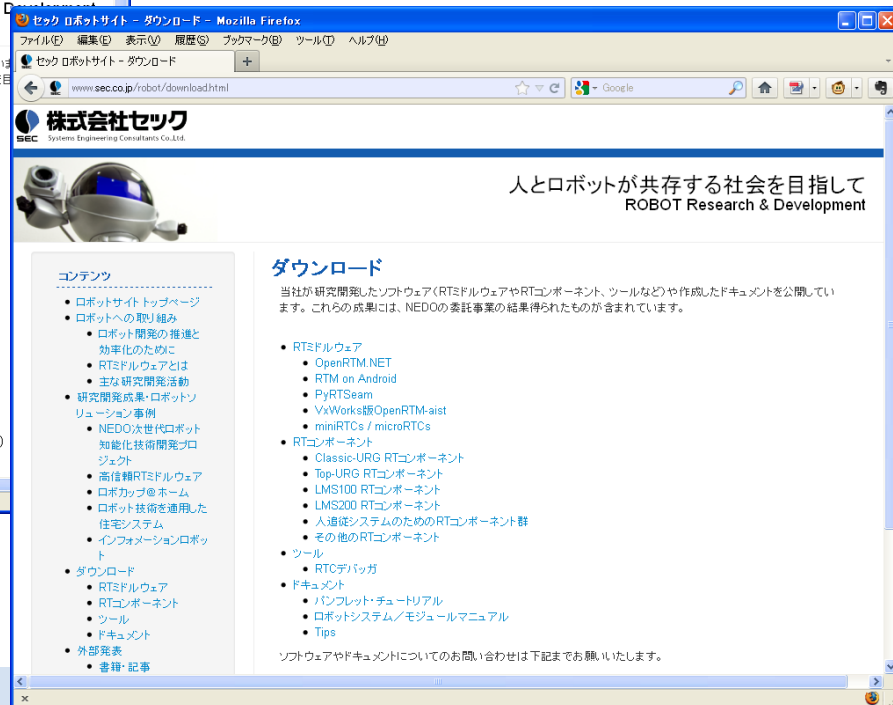 Development
セック ロボットサイト - ダウンロード - Mozilla Firefox
ファイル(F) 編集(E) 表示(V) 履歴(S) ブックマーク(B) ツール(T) ヘルプ(H)
セック ロボットサイト - ダウンロード
+
www.sec.co.jp/robot/download.html
Google
株式会社セック
SEC Systems Engineering Consultants Co.,Ltd.
人とロボットが共存する社会を目指して
ROBOT Research & Development
コンテンツ
ロボットサイトトップページ
ロボットへの取り組み
ロボット開発の推進と
効率化のために
RTミドルウェアとは
主な研究開発活動
研究開発成果・ロボットソ
リューション事例
NEDO次世代ロボット
知能化技術開発プロ
ジェクト
高信頼RTミドルウェア
ロボカップ@ホーム
ロボット技術を適用した
住宅システム
インフォメーションロボッ
ト
ダウンロード
RTミドルウェア
RTコンポーネント
ツール
ドキュメント
外部発表
書籍・記事
ダウンロード
当社が研究開発したソフトウェア(RTミドルウェアやRTコンポーネント、ツールなど)や作成したドキュメントを公開してい
ます。これらの成果には、NEDOの委託事業の結果得られたものが含まれています。
RTミドルウェア
OpenRTM.NET
RTM on Android
PyRTSeam
VxWorks版OpenRTM-aist
miniRTCs / microRTCs
RTコンポーネント
Classic-URG RTコンポーネント
Top-URG RTコンポーネント
LMS100 RTコンポーネント
LMS200 RTコンポーネント
人追従システムのためのRTコンポーネント群
その他のRTコンポーネント
ツール
RTCデバッガ
ドキュメント
パンフレット・チュートリアル
ロボットシステム/モジュールマニュアル
Tips
ソフトウェアやドキュメントについてのお問い合わせは下記までお願いいたします。